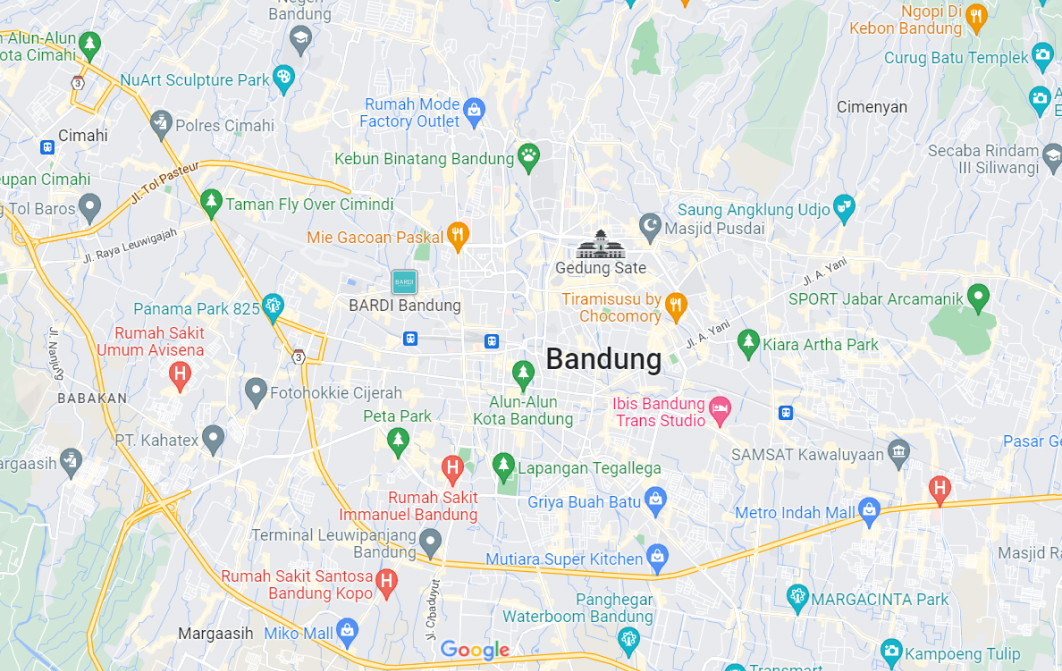 Negeri
Bandung
Ngopi Di
Kebon Bandung
n Alun-Alun
ota Cimahi
3
NuArt Sculpture Park
Curug Batu Templek
Rumah Mode
Factory Outlet
Cimenyan
A
E
Cimahi
Polres Cimahi
Kebun Binatang Bandung
Secaba Rindam
III Siliwangi
eupan Cimahi
Jl. Tol Pasteur
g Tol Baros
Taman Fly Over Cimindi
Saung Angklung Udjo
Masjid Pusdai
Jl. Raya Leuwigajah
Mie Gacoan Paskal
Gedung Sate
Jl. A. Yani
BARDI
BARDI Bandung
Panama Park 825
Tiramisusu by
Chocomory
SPORT Jabar Arcamanik
Rumah Sakit
Umum Avisena
H
Jl. Nanjung
3
Bandung
Jl. A. Yani
Kiara Artha Park
BABAKAN
Fotohokkie Cijerah
Alun-Alun
Kota Bandung
Ibis Bandung
Trans Studio
Peta Park
PT. Kahatex
Pasar Ge
SAMSAT Kawaluyaan
argaasih
H
Lapangan Tegallega
Rumah Sakit
Immanuel Bandung
Griya Buah Batu
H
Metro Indah Mall
Terminal Leuwipanjang
Bandung
Mutiara Super Kitchen
Masjid Ra
Rumah Sakit Santosa
Bandung Kopo
H
Jl. Cibaduyut
Panghegar
Waterboom Bandung
MARGACINTA Park
Margaasih
Miko Mall
Google
Kampoeng Tulip
Transmart